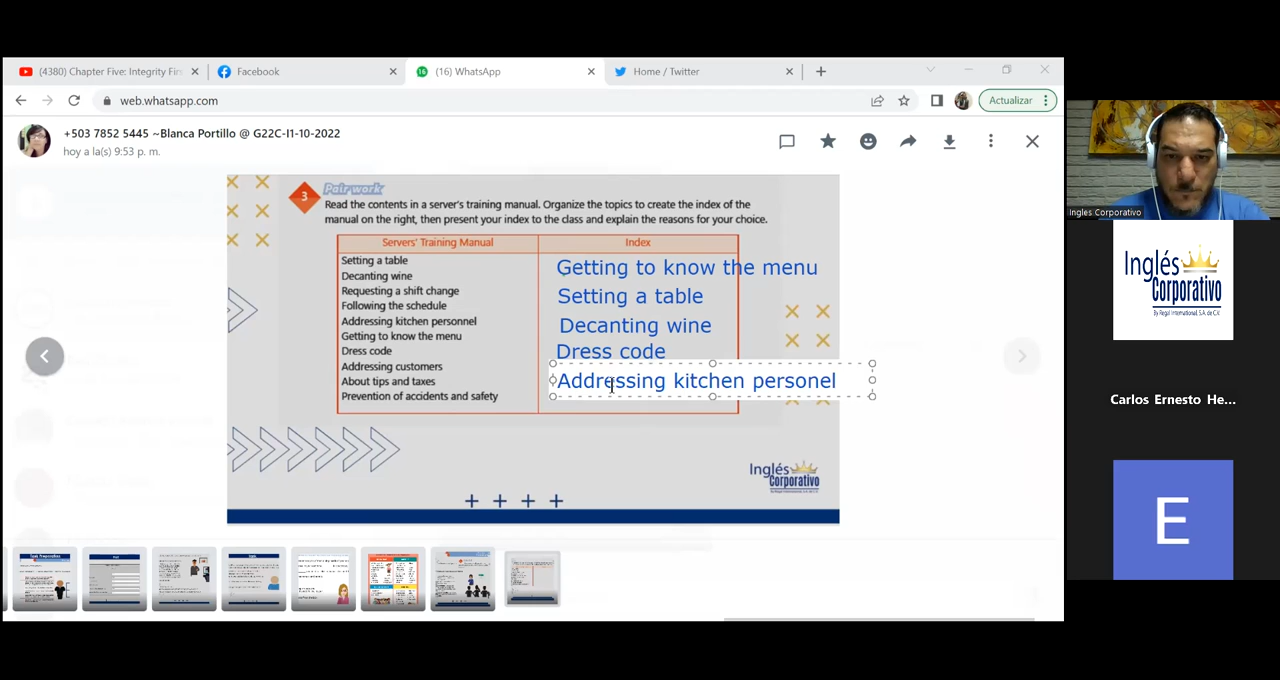 (4380) Chapter Five: Integrity Fir
Facebook
(16) WhatsApp
Home / Twitter
web.whatsapp.com
Actualizar
+503 7852 5445 ~Blanca Portillo @ G22C-I1-10-2022
hoy a la(s) 9:53 p. m.
3
Pair work
Read the contents in a server's training manual. Organize the topics to create the index of the
manual on the right, then present your index to the class and explain the reasons for your choice.
Servers' Training Manual
Index
Setting a table
Decanting wine
Requesting a shift change
Following the schedule
Addressing kitchen personnel
Getting to know the menu
Dress code
Addressing customers
About tips and taxes
Prevention of accidents and safety
Getting to know the menu
Setting a table
Decanting wine
Dress code
Addressing kitchen personel
Inglés
Corporativo
Ingles Corporativo
Inglés
Corporativo
By Regal International, S.A. de C.V.
Carlos Ernesto He...
E